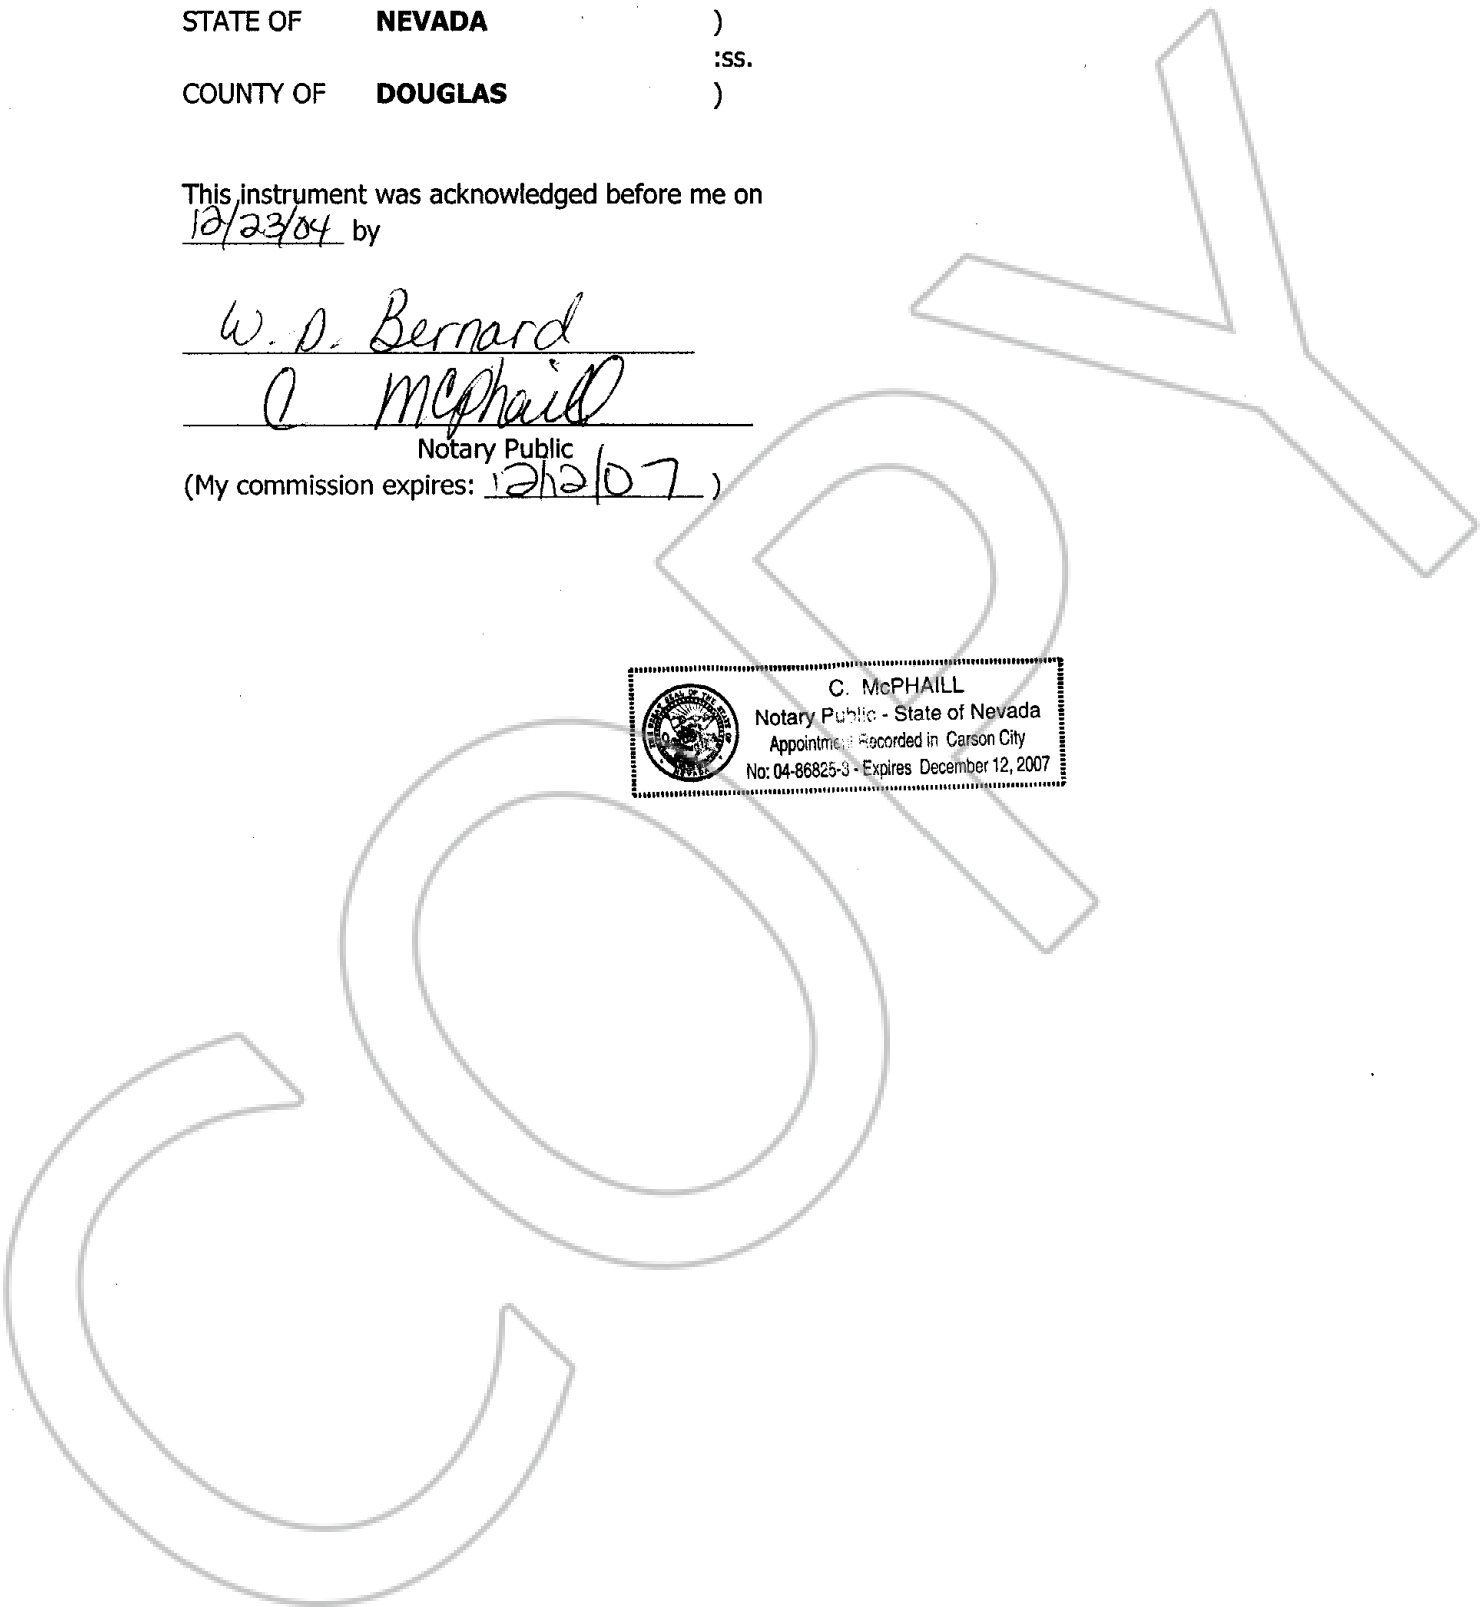 STATE OF NEVADA )
:ss.
COUNTY OF DOUGLAS )
This instrument was acknowledged before me on
12/23/04 by
W. D. Bernard
C McPhaill
Notary Public
(My commission expires: 12/12/07 )
C. McPHAILL
Notary Public - State of Nevada
Appointment Recorded in Carson City
No: 04-86825-3 - Expires December 12, 2007
COPY